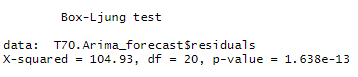 Box-Ljung test
data:  T70.Arima_forecast$residuals
X-squared = 104.93, df = 20, p-value = 1.638e-13